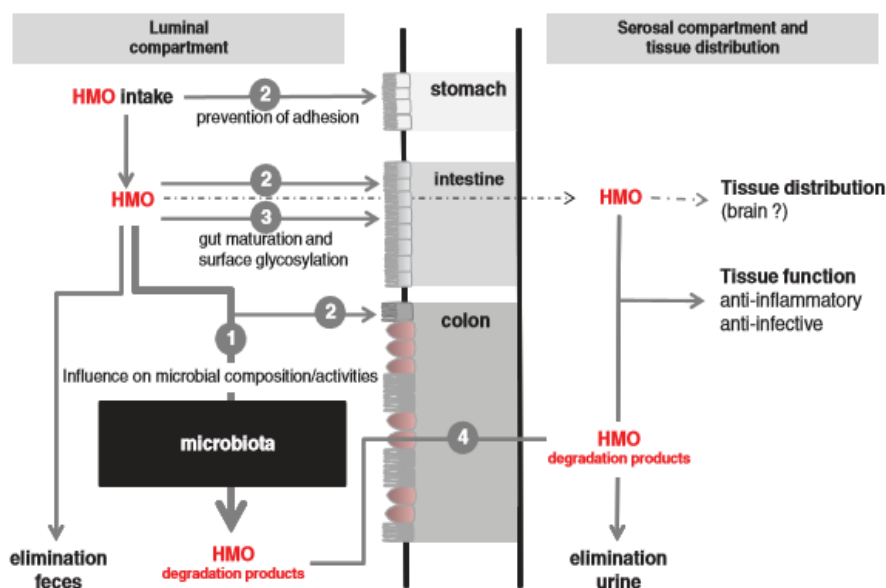 Luminal
compartment
Serosal compartment and
tissue distribution
HMO intake
2
prevention of adhesion
stomach
HMO
2
3
gut maturation and
surface glycosylation
intestine
HMO
Tissue distribution
(brain ?)
Tissue function
anti-inflammatory
anti-infective
2
colon
1
Influence on microbial composition/activities
microbiota
4
HMO
degradation products
HMO
degradation products
elimination
feces
elimination
urine